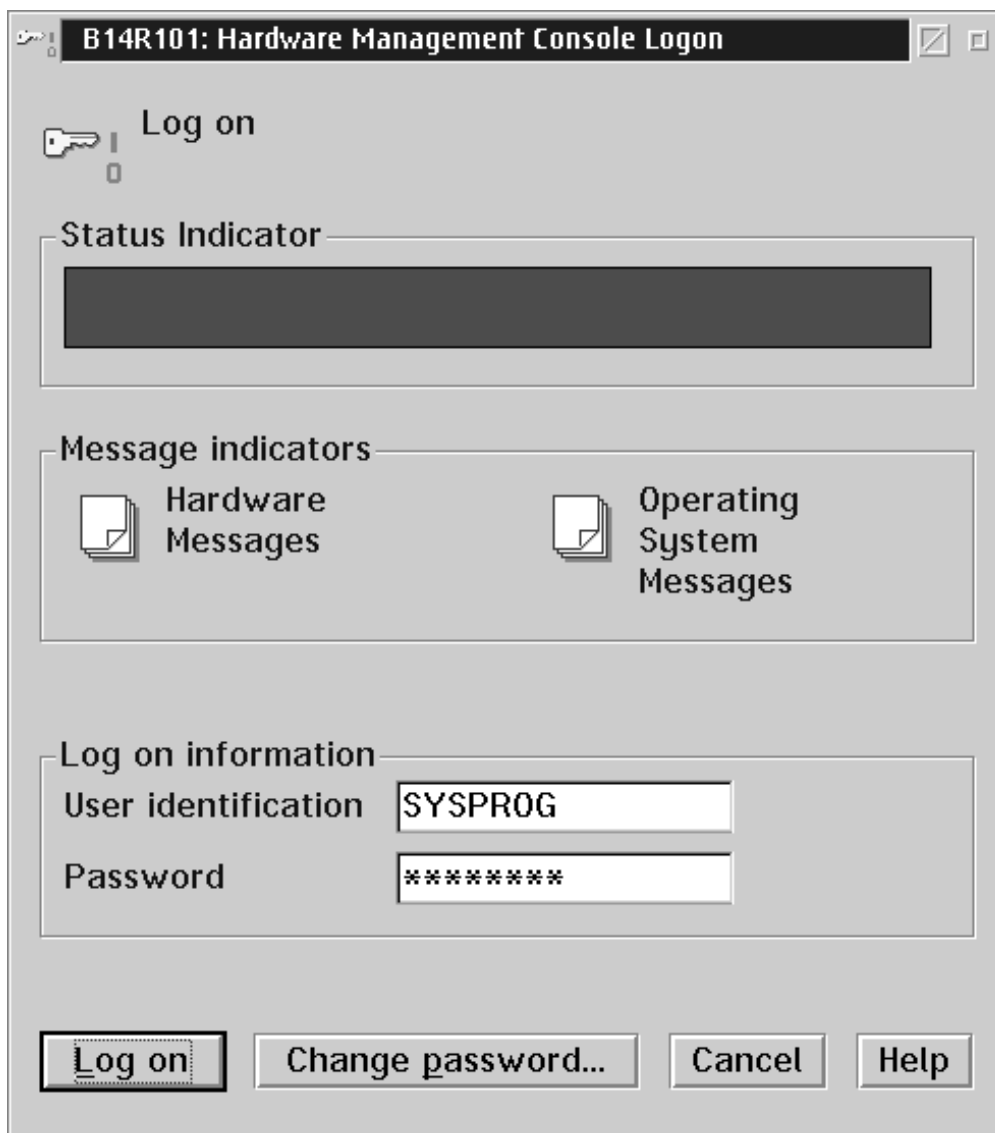 B14R101: Hardware Management Console Logon
Log on
Status Indicator
Message indicators
Hardware
Messages
Operating
System
Messages
Log on information
User identification SYSPROG
Password ********
Log on Change password... Cancel Help